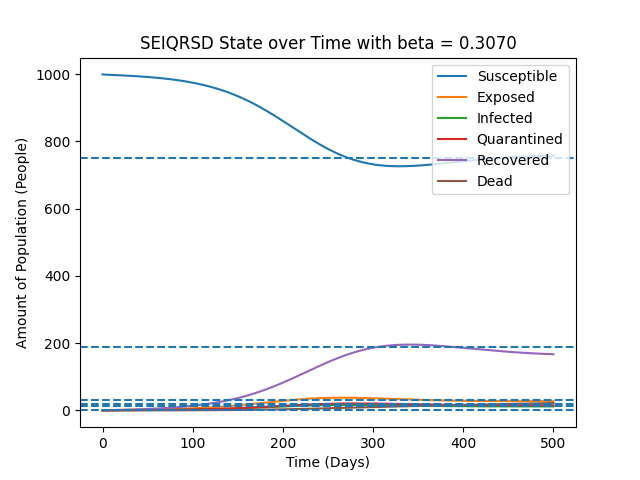 SEIQRSD State over Time with beta = 0.3070
1000
800
600
400
200
0
Amount of Population (People)
Susceptible
Exposed
Infected
Quarantined
Recovered
Dead
0 100 200 300 400 500
Time (Days)